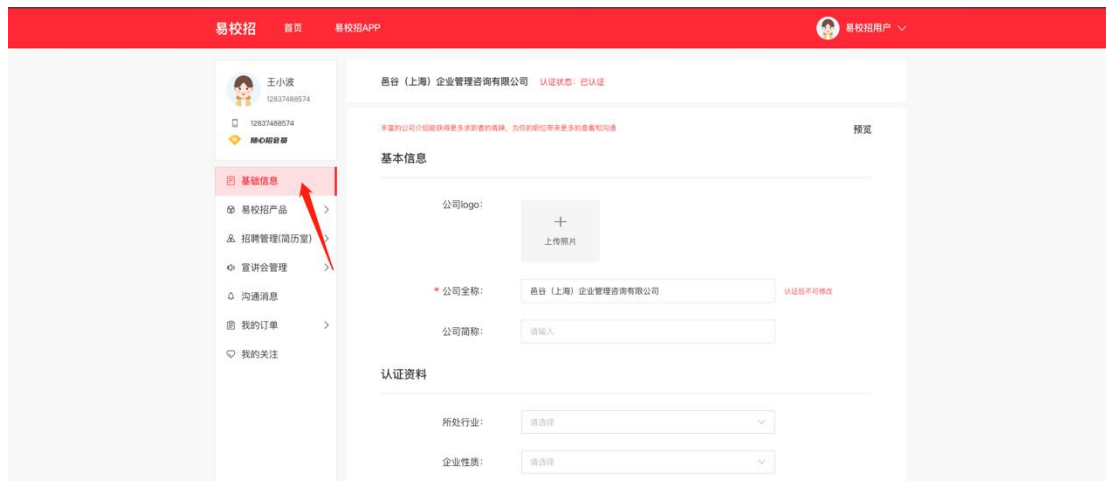 易校招 首页 易校招APP 易校招用户
王小波
12837488574
12837488574
随心招会员
基础信息
易校招产品
招聘管理(简历室)
宣讲会管理
沟通消息
我的订单
我的关注
邑谷（上海）企业管理咨询有限公司 认证状态：已认证
丰富的公司介绍能获得更多求职者的青睐，为你的职位带来更多的查看和沟通 预览
基本信息
公司logo：
上传照片
* 公司全称： 邑谷（上海）企业管理咨询有限公司 认证后不可修改
公司简称： 请输入
认证资料
所处行业： 请选择
企业性质： 请选择